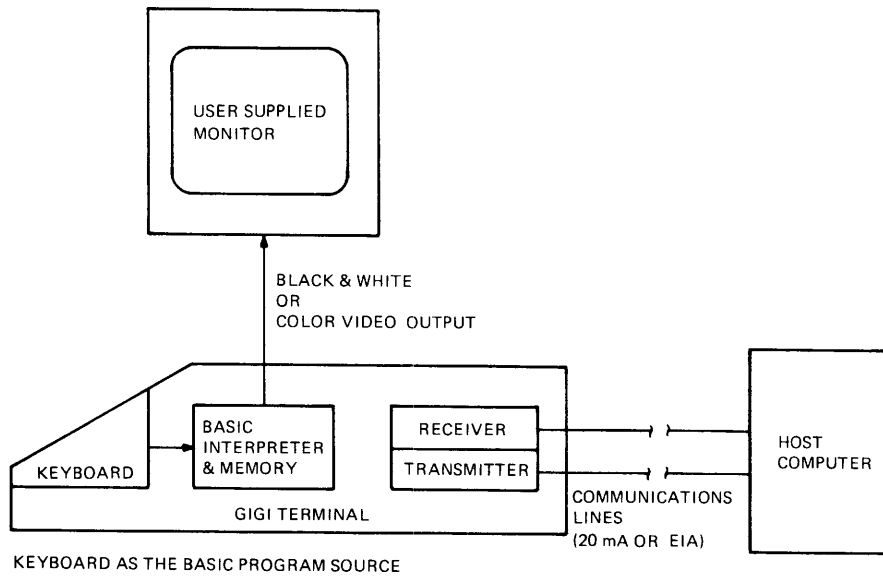 USER SUPPLIED
MONITOR
BLACK & WHITE
OR
COLOR VIDEO OUTPUT
KEYBOARD
BASIC
INTERPRETER
& MEMORY
RECEIVER
TRANSMITTER
GIGI TERMINAL
COMMUNICATIONS
LINES
(20 mA OR EIA)
HOST
COMPUTER
KEYBOARD AS THE BASIC PROGRAM SOURCE